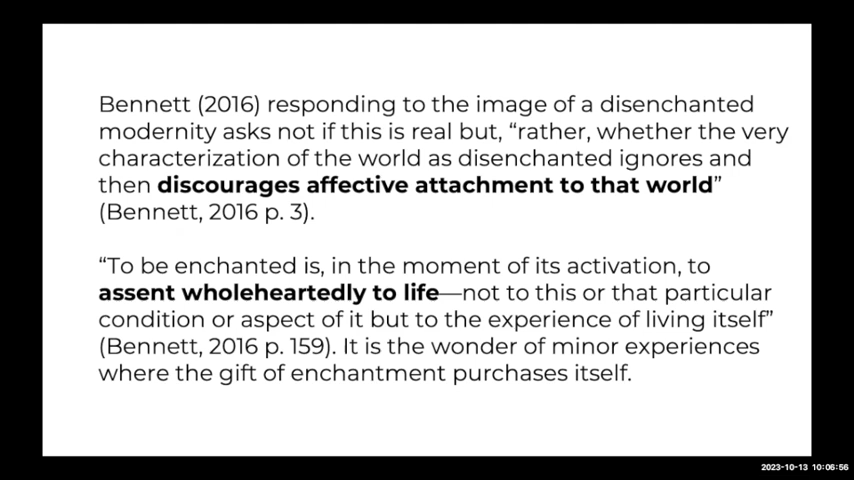 Bennett (2016) responding to the image of a disenchanted
modernity asks not if this is real but, “rather, whether the very
characterization of the world as disenchanted ignores and
then discourages affective attachment to that world”
(Bennett, 2016 p. 3).
“To be enchanted is, in the moment of its activation, to
assent wholeheartedly to life—not to this or that particular
condition or aspect of it but to the experience of living itself”
(Bennett, 2016 p. 159). It is the wonder of minor experiences
where the gift of enchantment purchases itself.
2023-10-13 10:06:56